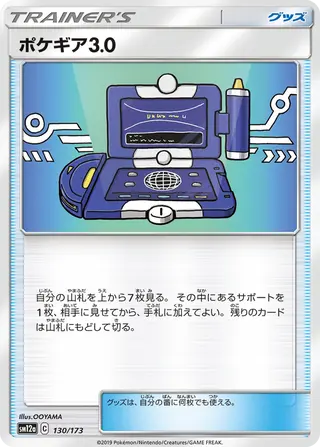 TRAINER'S グッズ
ポケギア3.0
自分の山札を上から7枚見る。その中にあるサポートを
1枚、相手に見せてから、手札に加えてよい。残りのカード
は山札にもどして切る。
Illus.OOYAMA
sm12a C 130/173
グッズは、自分の番に何枚でも使える。
©2019 Pokémon/Nintendo/Creatures/GAME FREAK.